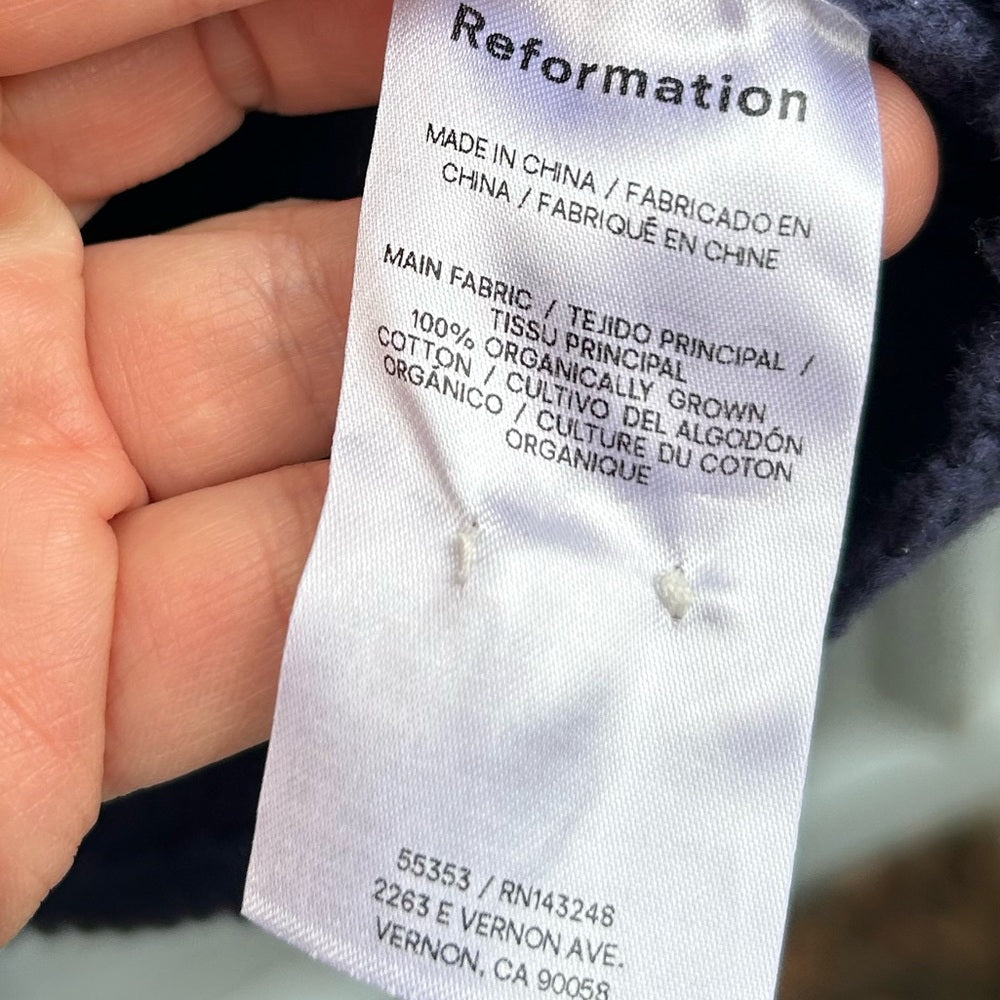 Reformation
MADE IN CHINA / FABRICADO EN
CHINA / FABRIQUÉ EN CHINE
MAIN FABRIC / TEJIDO PRINCIPAL /
TISSU PRINCIPAL
100% ORGANICALLY GROWN
COTTON / CULTIVO DEL ALGODÓN
ORGÁNICO / CULTURE DU COTON
ORGANIQUE
55353 / RN143248
2263 E VERNON AVE.
VERNON, CA 90058